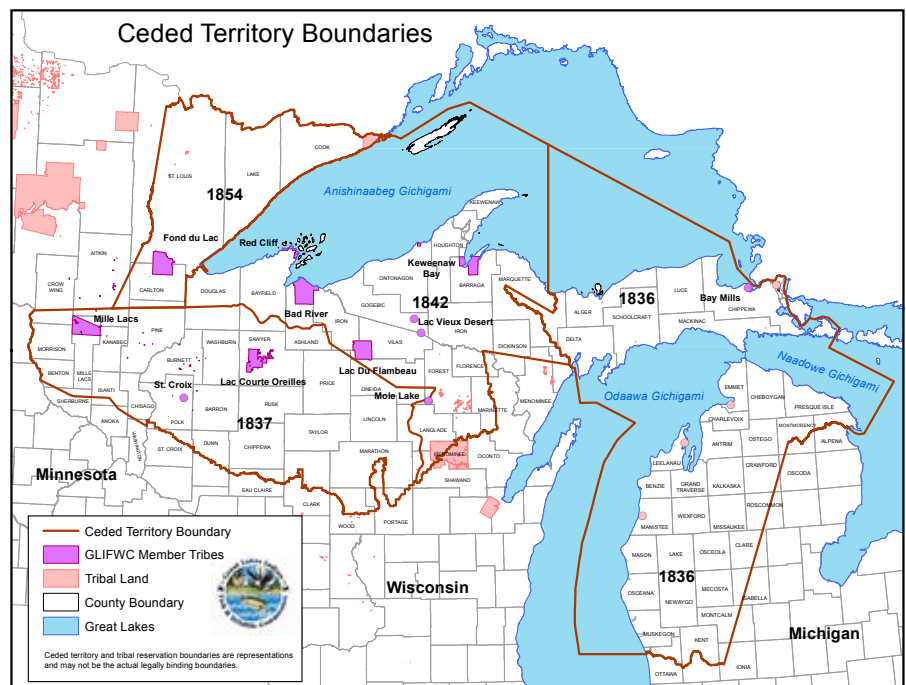 Ceded Territory Boundaries
COOK
LAKE
ST. LOUIS
1854
Anishinaabeg Gichigami
KEWEENAW
Fond du Lac
Red Cliff
HOUGHTON
Keweenaw
Bay
AITKIN
ONTONAGON
BARAGA
MARQUETTE
LUCE
Bay Mills
CROW
WING
CARLTON
DOUGLAS
BAYFIELD
GOGEBIC
1842
ALGER
1836
SCHOOLCRAFT
CHIPPEWA
MACKINAC
Bad River
Mille Lacs
IRON
Lac Vieux Desert
IRON
DELTA
PINE
KANABEC
WASHBURN
SAWYER
ASHLAND
VILAS
DICKINSON
MORRISON
BURNETT
Lac Du Flambeau
FLORENCE
FOREST
Naadowe Gichigami
BENTON
MILLE
LACS
ISANTI
St. Croix
Lac Courte Oreilles
PRICE
ONEIDA
Mole Lake
MENOMINEE
Odaawa Gichigami
EMMET
CHEBOYGAN
SHERBURNE
CHISAGO
BARRON
RUSK
MARINETTE
PRESQUE ISLE
CHARLEVOIX
ANOKA
POLK
1837
TAYLOR
LINCOLN
LANGLADE
MONTMORENCY
ANTRIM
OSTEGO
ALPENA
WASHINGTON
ST. CROIX
DUNN
CHIPPEWA
MARATHON
MENOMINEE
OCONTO
LEELANAU
Minnesota
SHAWANO
BENZIE
GRAND
TRAVERSE
KALKASKA
CRAWFORD
OSCODA
EAU CLAIRE
CLARK
WOOD
PORTAGE
MANISTEE
WEXFORD
MISSAUKEE
ROSCOMMON
MASON
LAKE
OSCEOLA
CLARE
1836
OSCEANA
NEWAYGO
MECOSTA
ISABELLA
MONTCALM
MUSKEGON
KENT
OTTAWA
IONIA
Wisconsin
Michigan
Ceded Territory Boundary
GLIFWC Member Tribes
Tribal Land
County Boundary
Great Lakes
Ceded territory and tribal reservation boundaries are representations
and may not be the actual legally binding boundaries.